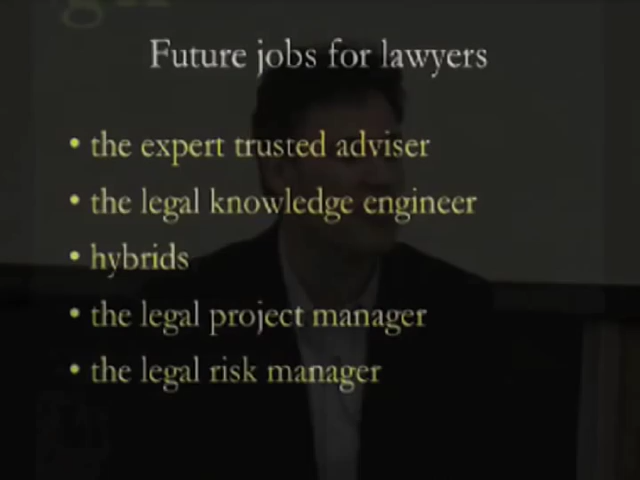 Future jobs for lawyers
• the expert trusted adviser
• the legal knowledge engineer
• hybrids
• the legal project manager
• the legal risk manager